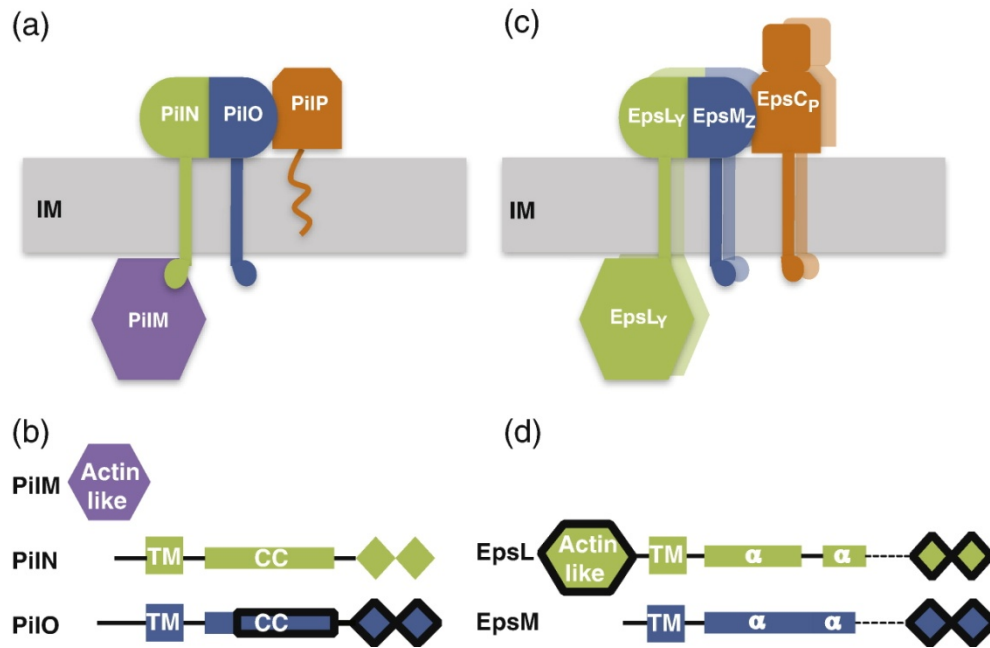 (a)
PilN PilO PilP
IM
PilM
(c)
EpsLY EpsMZ EpsCP
IM
EpsLY
(b)
PilM Actin like
PilN TM CC
PilO TM CC
(d)
EpsL Actin like TM α α
EpsM TM α α